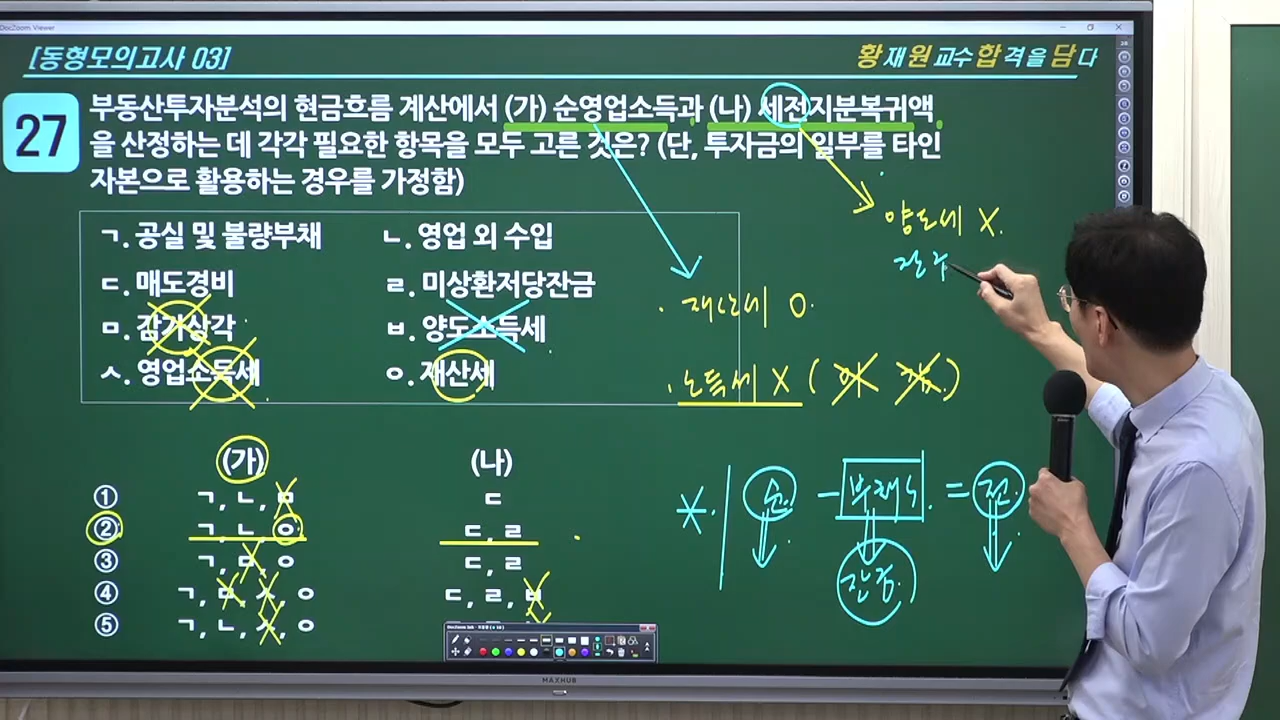 DocZoom Viewer
[동형모의고사 03]
황재원교수합격을담다
27
부동산투자분석의 현금흐름 계산에서 (가) 순영업소득과 (나) 세전지분복귀액
을 산정하는 데 각각 필요한 항목을 모두 고른 것은? (단, 투자금의 일부를 타인
자본으로 활용하는 경우를 가정함)
ㄱ. 공실 및 불량부채 ㄴ. 영업 외 수입
ㄷ. 매도경비 ㄹ. 미상환저당잔금
ㅁ. 감가상각 ㅂ. 양도소득세
ㅅ. 영업소득세 ㅇ. 재산세
양도세 X.
재산세 O.
소득세 X
(가) (나)
① ㄱ, ㄴ, ㅁ ㄷ
② ㄱ, ㄴ, ㅇ ㄷ, ㄹ
③ ㄱ, ㅁ, ㅇ ㄷ, ㄹ
④ ㄱ, ㅁ, ㅅ, ㅇ ㄷ, ㄹ, ㅂ
⑤ ㄱ, ㄴ, ㅅ, ㅇ
순 - 부채 = 전
MAXHUB